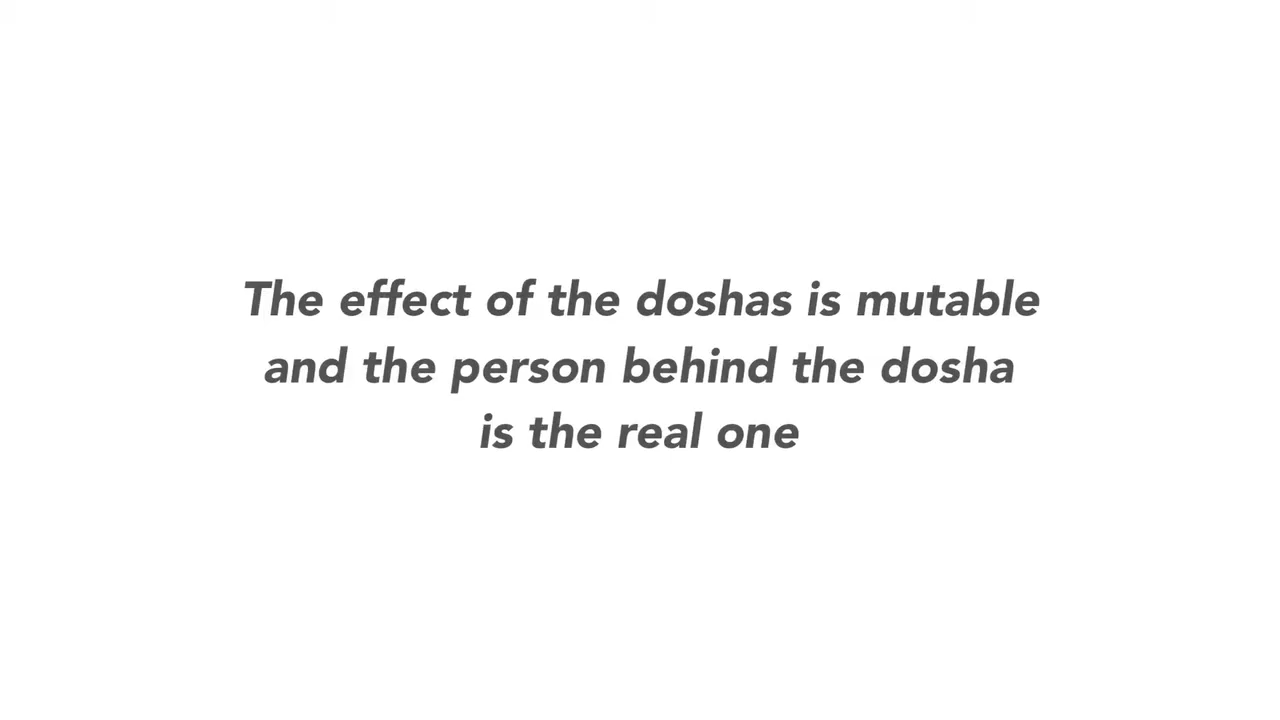 The effect of the doshas is mutable
and the person behind the dosha
is the real one